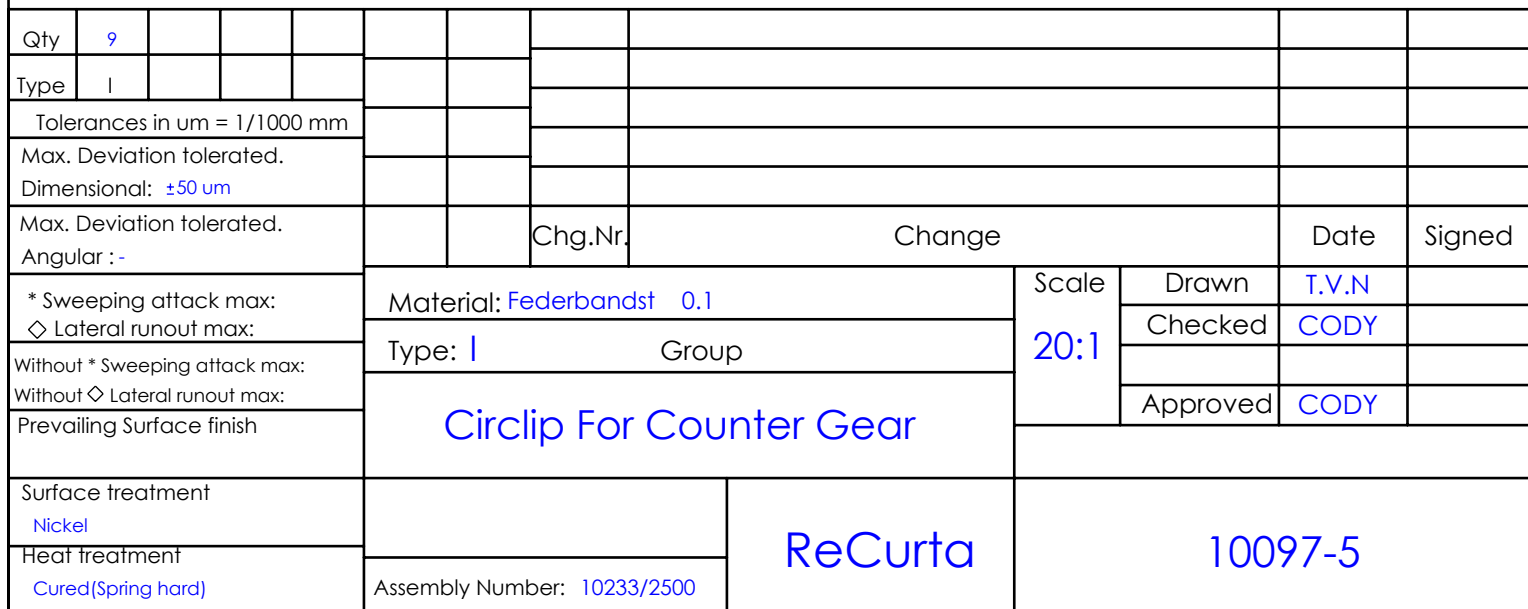 Qty 9
Type I
Tolerances in um = 1/1000 mm
Max. Deviation tolerated.
Dimensional: ±50 um
Max. Deviation tolerated.
Angular : -
* Sweeping attack max:
◇ Lateral runout max:
Without * Sweeping attack max:
Without ◇ Lateral runout max:
Prevailing Surface finish
Surface treatment
Nickel
Heat treatment
Cured(Spring hard)
Chg.Nr. Change Date Signed
Material: Federbandst 0.1
Type: I Group
Circlip For Counter Gear
Scale
20:1
Drawn T.V.N
Checked CODY
Approved CODY
Assembly Number: 10233/2500
ReCurta
10097-5